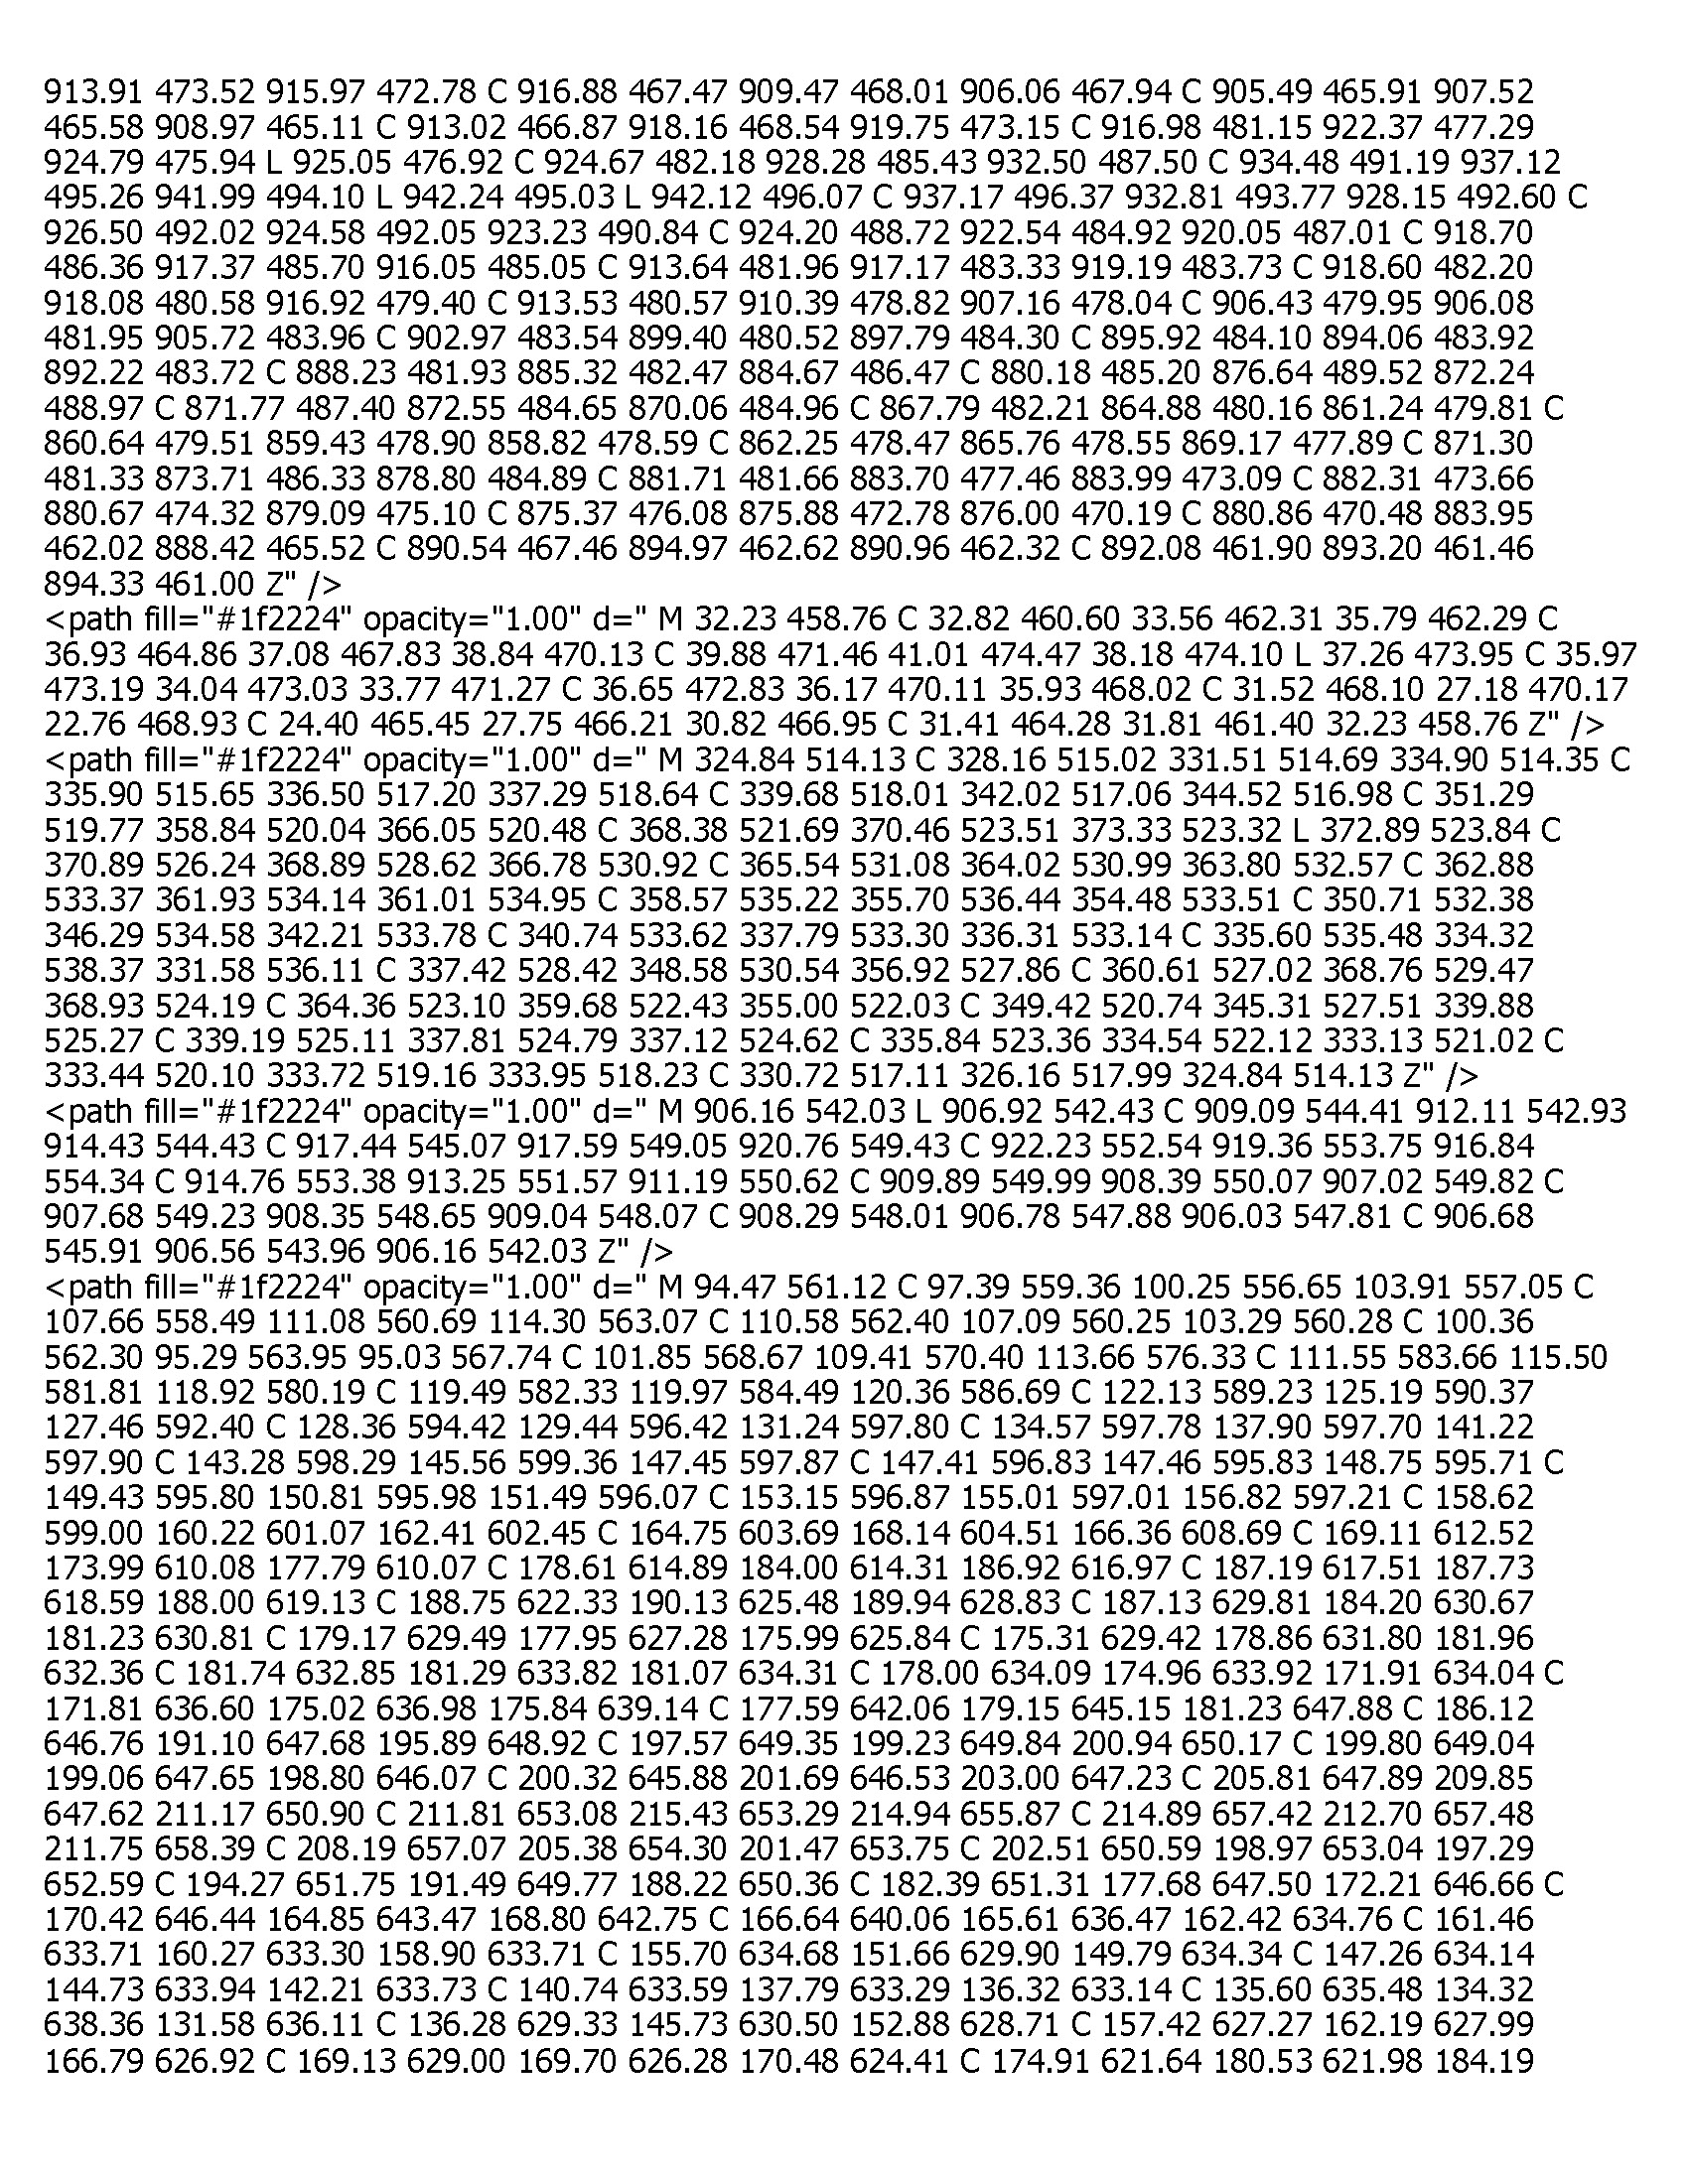 913.91 473.52 915.97 472.78 C 916.88 467.47 909.47 468.01 906.06 467.94 C 905.49 465.91 907.52
465.58 908.97 465.11 C 913.02 466.87 918.16 468.54 919.75 473.15 C 916.98 481.15 922.37 477.29
924.79 475.94 L 925.05 476.92 C 924.67 482.18 928.28 485.43 932.50 487.50 C 934.48 491.19 937.12
495.26 941.99 494.10 L 942.24 495.03 L 942.12 496.07 C 937.17 496.37 932.81 493.77 928.15 492.60 C
926.50 492.02 924.58 492.05 923.23 490.84 C 924.20 488.72 922.54 484.92 920.05 487.01 C 918.70
486.36 917.37 485.70 916.05 485.05 C 913.64 481.96 917.17 483.33 919.19 483.73 C 918.60 482.20
918.08 480.58 916.92 479.40 C 913.53 480.57 910.39 478.82 907.16 478.04 C 906.43 479.95 906.08
481.95 905.72 483.96 C 902.97 483.54 899.40 480.52 897.79 484.30 C 895.92 484.10 894.06 483.92
892.22 483.72 C 888.23 481.93 885.32 482.47 884.67 486.47 C 880.18 485.20 876.64 489.52 872.24
488.97 C 871.77 487.40 872.55 484.65 870.06 484.96 C 867.79 482.21 864.88 480.16 861.24 479.81 C
860.64 479.51 859.43 478.90 858.82 478.59 C 862.25 478.47 865.76 478.55 869.17 477.89 C 871.30
481.33 873.71 486.33 878.80 484.89 C 881.71 481.66 883.70 477.46 883.99 473.09 C 882.31 473.66
880.67 474.32 879.09 475.10 C 875.37 476.08 875.88 472.78 876.00 470.19 C 880.86 470.48 883.95
462.02 888.42 465.52 C 890.54 467.46 894.97 462.62 890.96 462.32 C 892.08 461.90 893.20 461.46
894.33 461.00 Z" />
<path fill="#1f2224" opacity="1.00" d=" M 32.23 458.76 C 32.82 460.60 33.56 462.31 35.79 462.29 C
36.93 464.86 37.08 467.83 38.84 470.13 C 39.88 471.46 41.01 474.47 38.18 474.10 L 37.26 473.95 C 35.97
473.19 34.04 473.03 33.77 471.27 C 36.65 472.83 36.17 470.11 35.93 468.02 C 31.52 468.10 27.18 470.17
22.76 468.93 C 24.40 465.45 27.75 466.21 30.82 466.95 C 31.41 464.28 31.81 461.40 32.23 458.76 Z" />
<path fill="#1f2224" opacity="1.00" d=" M 324.84 514.13 C 328.16 515.02 331.51 514.69 334.90 514.35 C
335.90 515.65 336.50 517.20 337.29 518.64 C 339.68 518.01 342.02 517.06 344.52 516.98 C 351.29
519.77 358.84 520.04 366.05 520.48 C 368.38 521.69 370.46 523.51 373.33 523.32 L 372.89 523.84 C
370.89 526.24 368.89 528.62 366.78 530.92 C 365.54 531.08 364.02 530.99 363.80 532.57 C 362.88
533.37 361.93 534.14 361.01 534.95 C 358.57 535.22 355.70 536.44 354.48 533.51 C 350.71 532.38
346.29 534.58 342.21 533.78 C 340.74 533.62 337.79 533.30 336.31 533.14 C 335.60 535.48 334.32
538.37 331.58 536.11 C 337.42 528.42 348.58 530.54 356.92 527.86 C 360.61 527.02 368.76 529.47
368.93 524.19 C 364.36 523.10 359.68 522.43 355.00 522.03 C 349.42 520.74 345.31 527.51 339.88
525.27 C 339.19 525.11 337.81 524.79 337.12 524.62 C 335.84 523.36 334.54 522.12 333.13 521.02 C
333.44 520.10 333.72 519.16 333.95 518.23 C 330.72 517.11 326.16 517.99 324.84 514.13 Z" />
<path fill="#1f2224" opacity="1.00" d=" M 906.16 542.03 L 906.92 542.43 C 909.09 544.41 912.11 542.93
914.43 544.43 C 917.44 545.07 917.59 549.05 920.76 549.43 C 922.23 552.54 919.36 553.75 916.84
554.34 C 914.76 553.38 913.25 551.57 911.19 550.62 C 909.89 549.99 908.39 550.07 907.02 549.82 C
907.68 549.23 908.35 548.65 909.04 548.07 C 908.29 548.01 906.78 547.88 906.03 547.81 C 906.68
545.91 906.56 543.96 906.16 542.03 Z" />
<path fill="#1f2224" opacity="1.00" d=" M 94.47 561.12 C 97.39 559.36 100.25 556.65 103.91 557.05 C
107.66 558.49 111.08 560.69 114.30 563.07 C 110.58 562.40 107.09 560.25 103.29 560.28 C 100.36
562.30 95.29 563.95 95.03 567.74 C 101.85 568.67 109.41 570.40 113.66 576.33 C 111.55 583.66 115.50
581.81 118.92 580.19 C 119.49 582.33 119.97 584.49 120.36 586.69 C 122.13 589.23 125.19 590.37
127.46 592.40 C 128.36 594.42 129.44 596.42 131.24 597.80 C 134.57 597.78 137.90 597.70 141.22
597.90 C 143.28 598.29 145.56 599.36 147.45 597.87 C 147.41 596.83 147.46 595.83 148.75 595.71 C
149.43 595.80 150.81 595.98 151.49 596.07 C 153.15 596.87 155.01 597.01 156.82 597.21 C 158.62
599.00 160.22 601.07 162.41 602.45 C 164.75 603.69 168.14 604.51 166.36 608.69 C 169.11 612.52
173.99 610.08 177.79 610.07 C 178.61 614.89 184.00 614.31 186.92 616.97 C 187.19 617.51 187.73
618.59 188.00 619.13 C 188.75 622.33 190.13 625.48 189.94 628.83 C 187.13 629.81 184.20 630.67
181.23 630.81 C 179.17 629.49 177.95 627.28 175.99 625.84 C 175.31 629.42 178.86 631.80 181.96
632.36 C 181.74 632.85 181.29 633.82 181.07 634.31 C 178.00 634.09 174.96 633.92 171.91 634.04 C
171.81 636.60 175.02 636.98 175.84 639.14 C 177.59 642.06 179.15 645.15 181.23 647.88 C 186.12
646.76 191.10 647.68 195.89 648.92 C 197.57 649.35 199.23 649.84 200.94 650.17 C 199.80 649.04
199.06 647.65 198.80 646.07 C 200.32 645.88 201.69 646.53 203.00 647.23 C 205.81 647.89 209.85
647.62 211.17 650.90 C 211.81 653.08 215.43 653.29 214.94 655.87 C 214.89 657.42 212.70 657.48
211.75 658.39 C 208.19 657.07 205.38 654.30 201.47 653.75 C 202.51 650.59 198.97 653.04 197.29
652.59 C 194.27 651.75 191.49 649.77 188.22 650.36 C 182.39 651.31 177.68 647.50 172.21 646.66 C
170.42 646.44 164.85 643.47 168.80 642.75 C 166.64 640.06 165.61 636.47 162.42 634.76 C 161.46
633.71 160.27 633.30 158.90 633.71 C 155.70 634.68 151.66 629.90 149.79 634.34 C 147.26 634.14
144.73 633.94 142.21 633.73 C 140.74 633.59 137.79 633.29 136.32 633.14 C 135.60 635.48 134.32
638.36 131.58 636.11 C 136.28 629.33 145.73 630.50 152.88 628.71 C 157.42 627.27 162.19 627.99
166.79 626.92 C 169.13 629.00 169.70 626.28 170.48 624.41 C 174.91 621.64 180.53 621.98 184.19